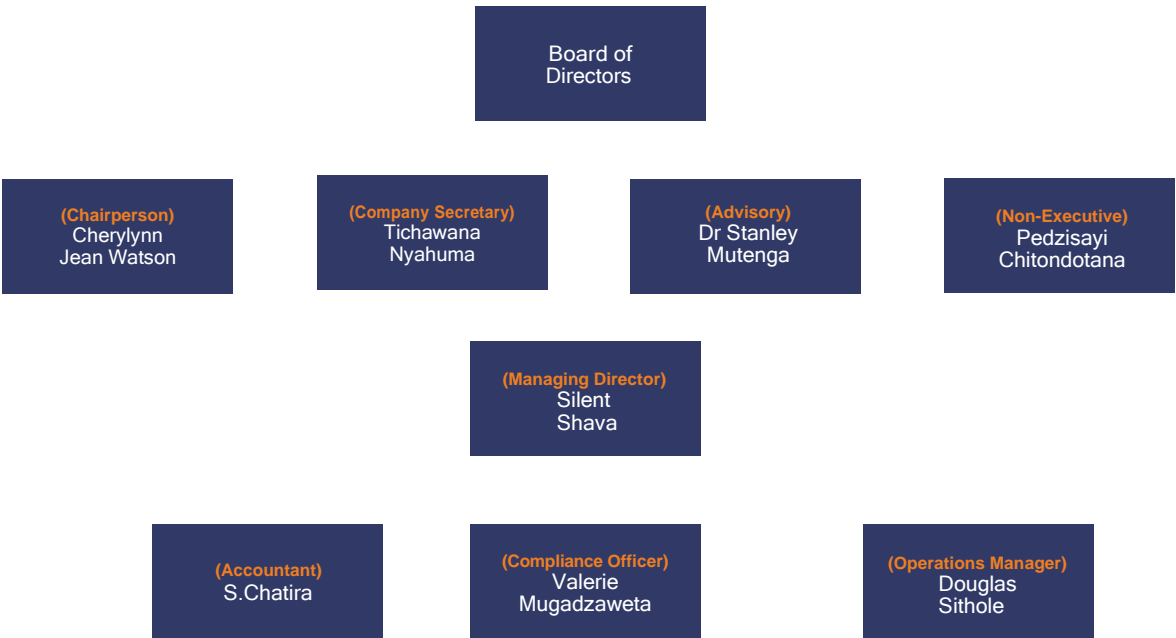 Board of
Directors
(Chairperson)
Cherylynn
Jean Watson
(Company Secretary)
Tichawana
Nyahuma
(Advisory)
Dr Stanley
Mutenga
(Non-Executive)
Pedzisayi
Chitondotana
(Managing Director)
Silent
Shava
(Accountant)
S.Chatira
(Compliance Officer)
Valerie
Mugadzaweta
(Operations Manager)
Douglas
Sithole